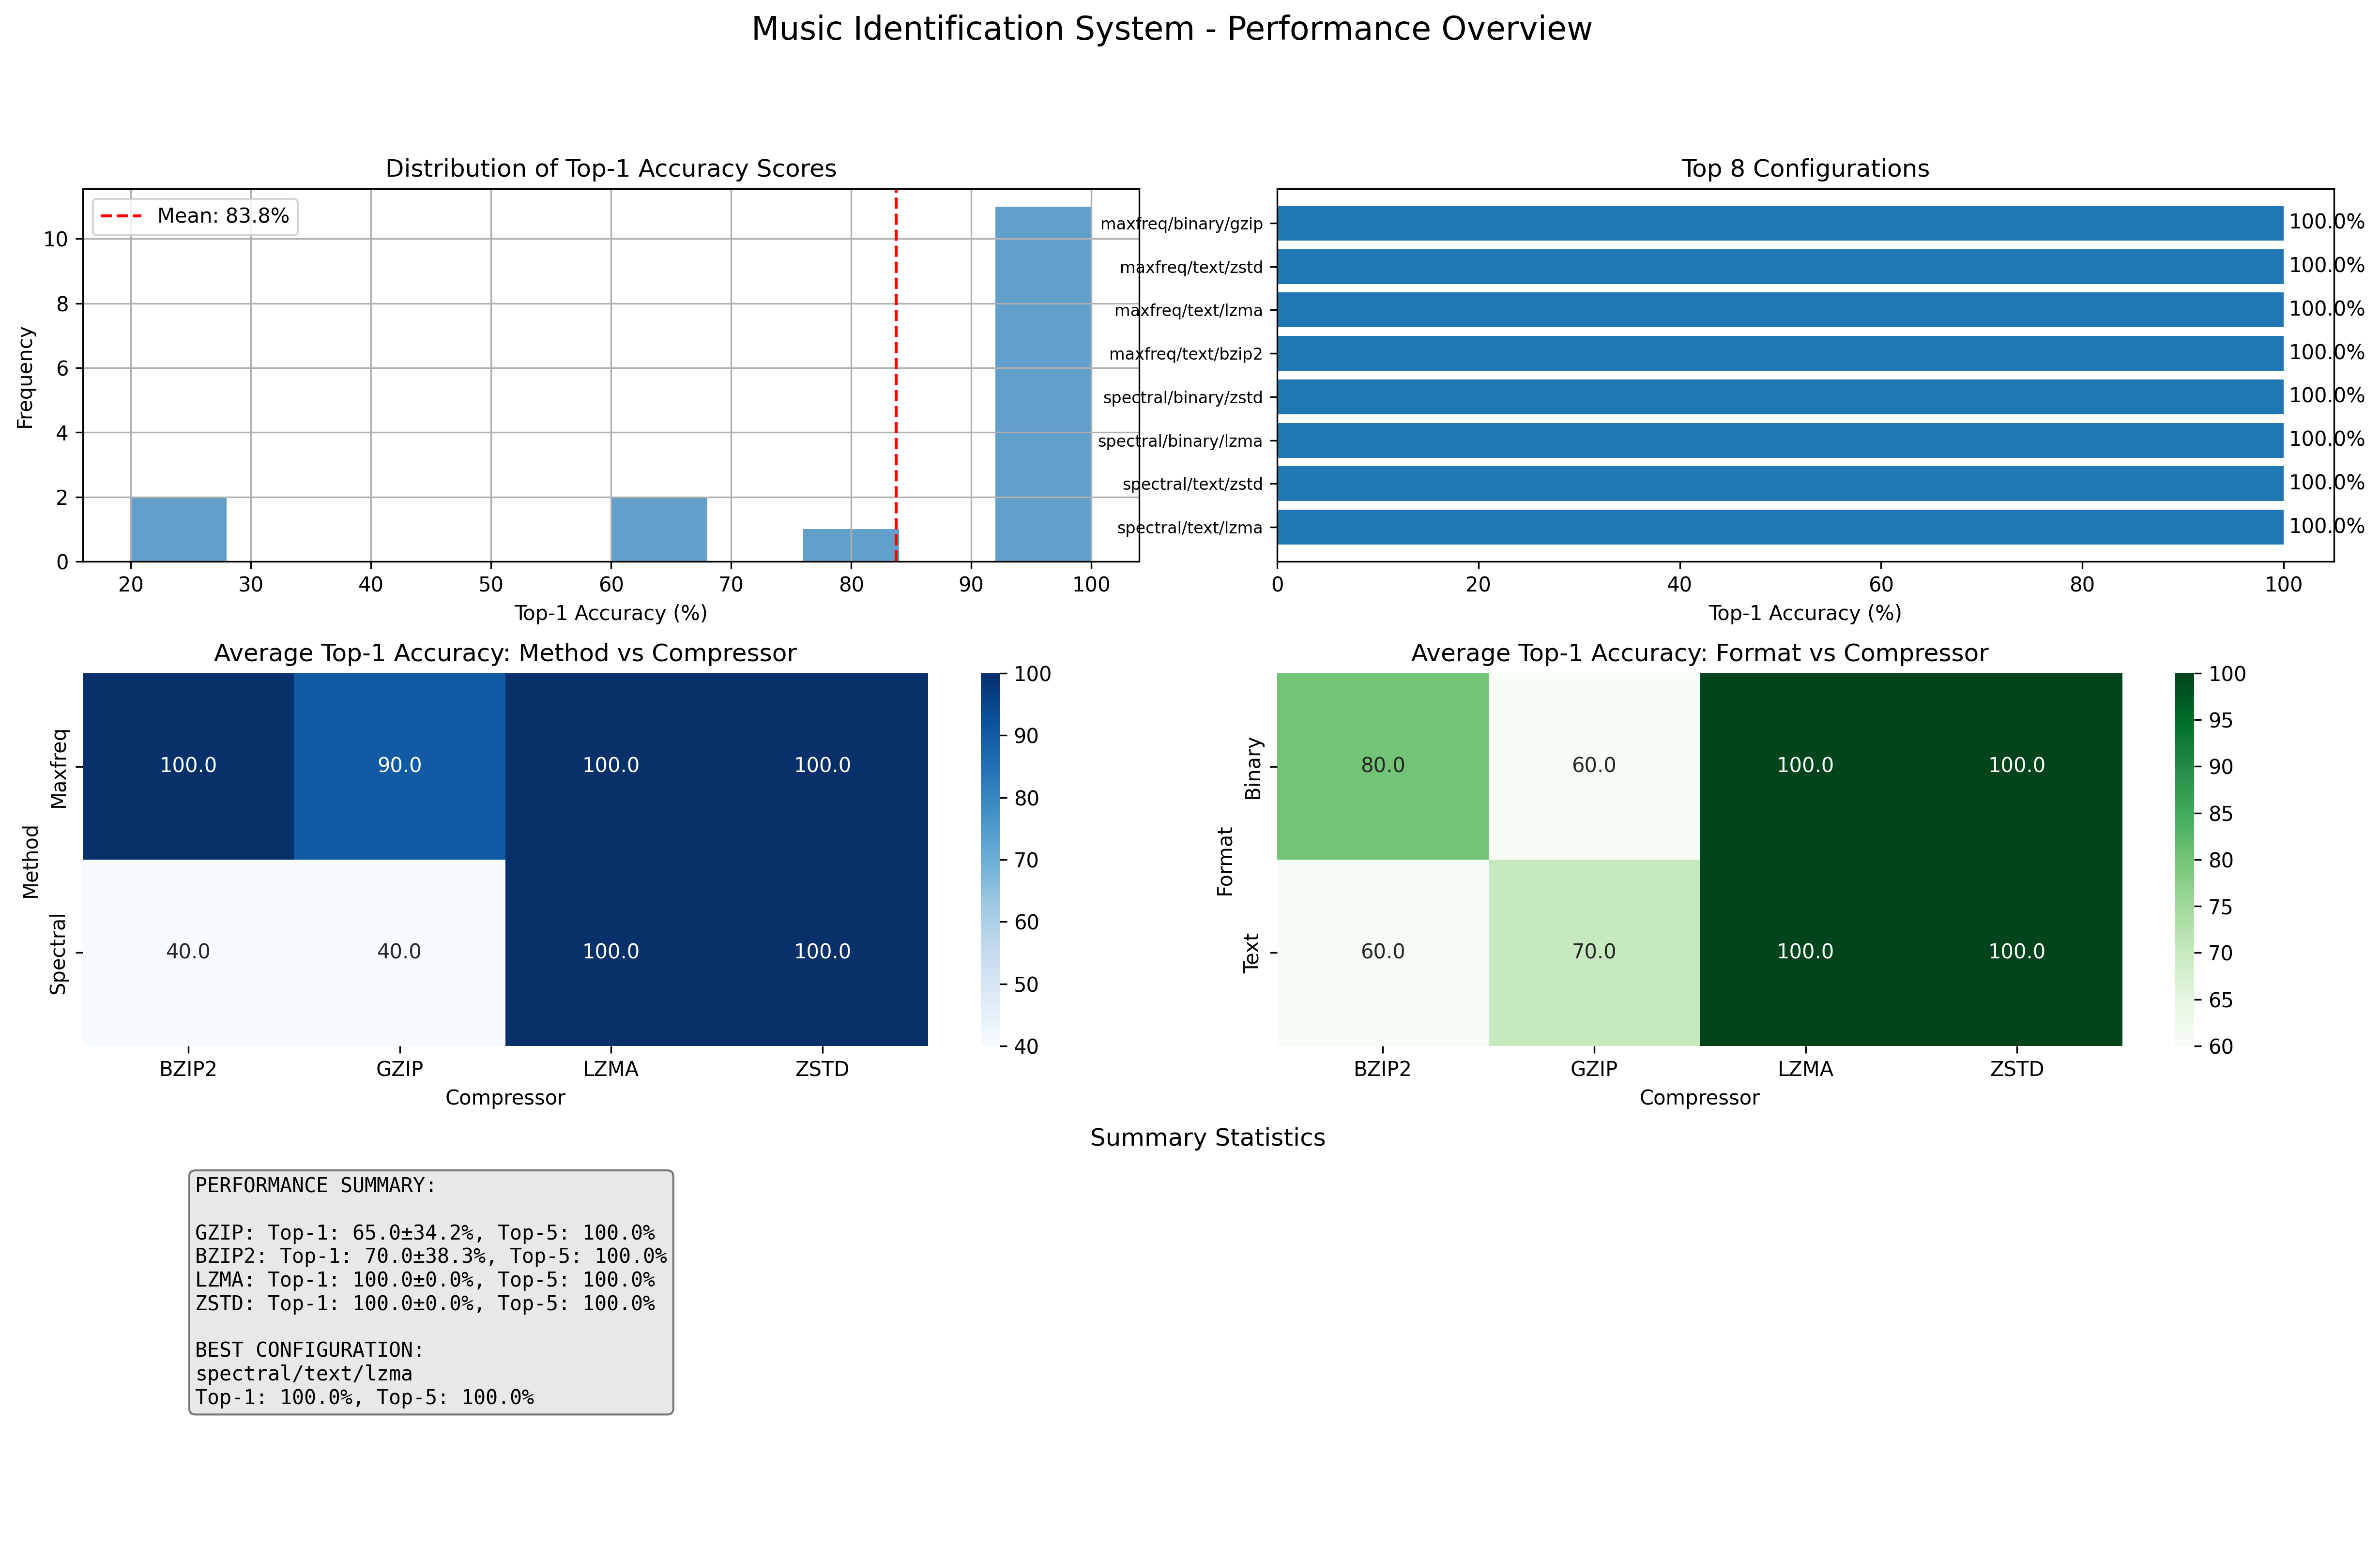 Music Identification System - Performance Overview
Distribution of Top-1 Accuracy Scores
Mean: 83.8%
Frequency
10
8
6
4
2
0
20 30 40 50 60 70 80 90 100
Top-1 Accuracy (%)
Top 8 Configurations
maxfreq/binary/gzip 100.0%
maxfreq/text/zstd 100.0%
maxfreq/text/lzma 100.0%
maxfreq/text/bzip2 100.0%
spectral/binary/zstd 100.0%
spectral/binary/lzma 100.0%
spectral/text/zstd 100.0%
spectral/text/lzma 100.0%
0 20 40 60 80 100
Top-1 Accuracy (%)
Average Top-1 Accuracy: Method vs Compressor
Method
Maxfreq 100.0 90.0 100.0 100.0
Spectral 40.0 40.0 100.0 100.0
BZIP2 GZIP LZMA ZSTD
Compressor
100
90
80
70
60
50
40
Average Top-1 Accuracy: Format vs Compressor
Format
Binary 80.0 60.0 100.0 100.0
Text 60.0 70.0 100.0 100.0
BZIP2 GZIP LZMA ZSTD
Compressor
100
95
90
85
80
75
70
65
60
Summary Statistics
PERFORMANCE SUMMARY:
GZIP: Top-1: 65.0±34.2%, Top-5: 100.0%
BZIP2: Top-1: 70.0±38.3%, Top-5: 100.0%
LZMA: Top-1: 100.0±0.0%, Top-5: 100.0%
ZSTD: Top-1: 100.0±0.0%, Top-5: 100.0%
BEST CONFIGURATION:
spectral/text/lzma
Top-1: 100.0%, Top-5: 100.0%